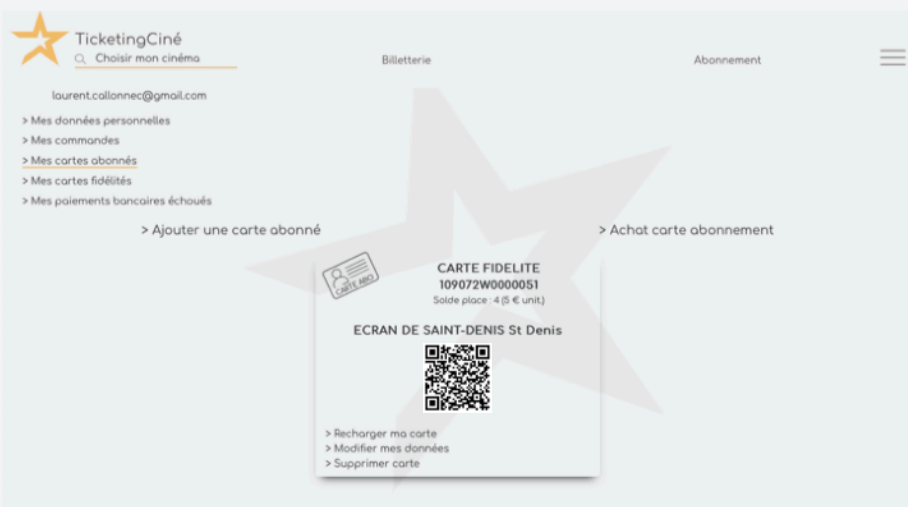 TicketingCiné
Choisir mon cinéma
Billetterie
Abonnement
laurent.callonnec@gmail.com
> Mes données personnelles
> Mes commandes
> Mes cartes abonnés
> Mes cartes fidélités
> Mes paiements bancaires échoués
> Ajouter une carte abonné
> Achat carte abonnement
CARTE ABO
CARTE FIDELITE
109072W0000051
Solde place : 4 (5 € unit.)
ECRAN DE SAINT-DENIS St Denis
> Recharger ma carte
> Modifier mes données
> Supprimer carte